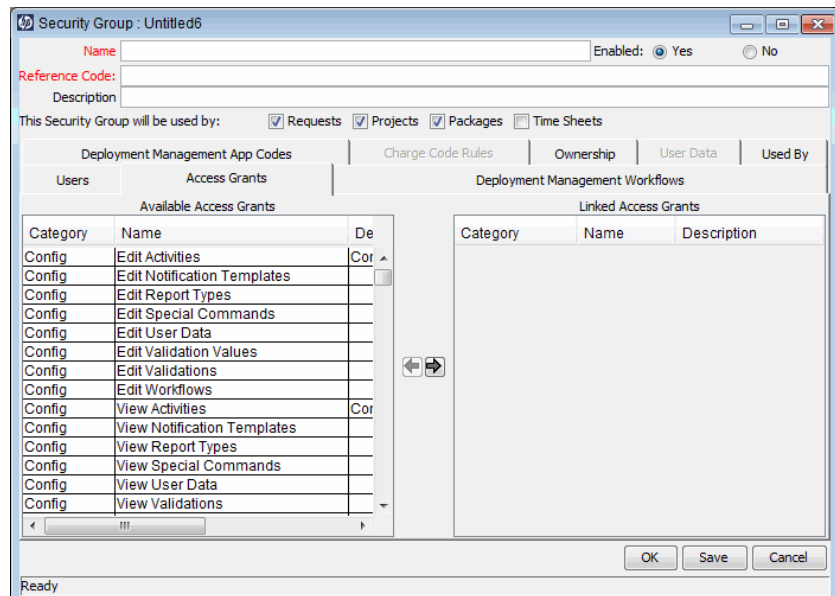 Security Group : Untitled6
Name Enabled: Yes No
Reference Code:
Description
This Security Group will be used by: Requests Projects Packages Time Sheets
Deployment Management App Codes Charge Code Rules Ownership User Data Used By
Users Access Grants Deployment Management Workflows
Available Access Grants Linked Access Grants
Category Name De Category Name Description
Config Edit Activities Cor
Config Edit Notification Templates
Config Edit Report Types
Config Edit Special Commands
Config Edit User Data
Config Edit Validation Values
Config Edit Validations
Config Edit Workflows
Config View Activities Cor
Config View Notification Templates
Config View Report Types
Config View Special Commands
Config View User Data
Config View Validations
OK Save Cancel
Ready